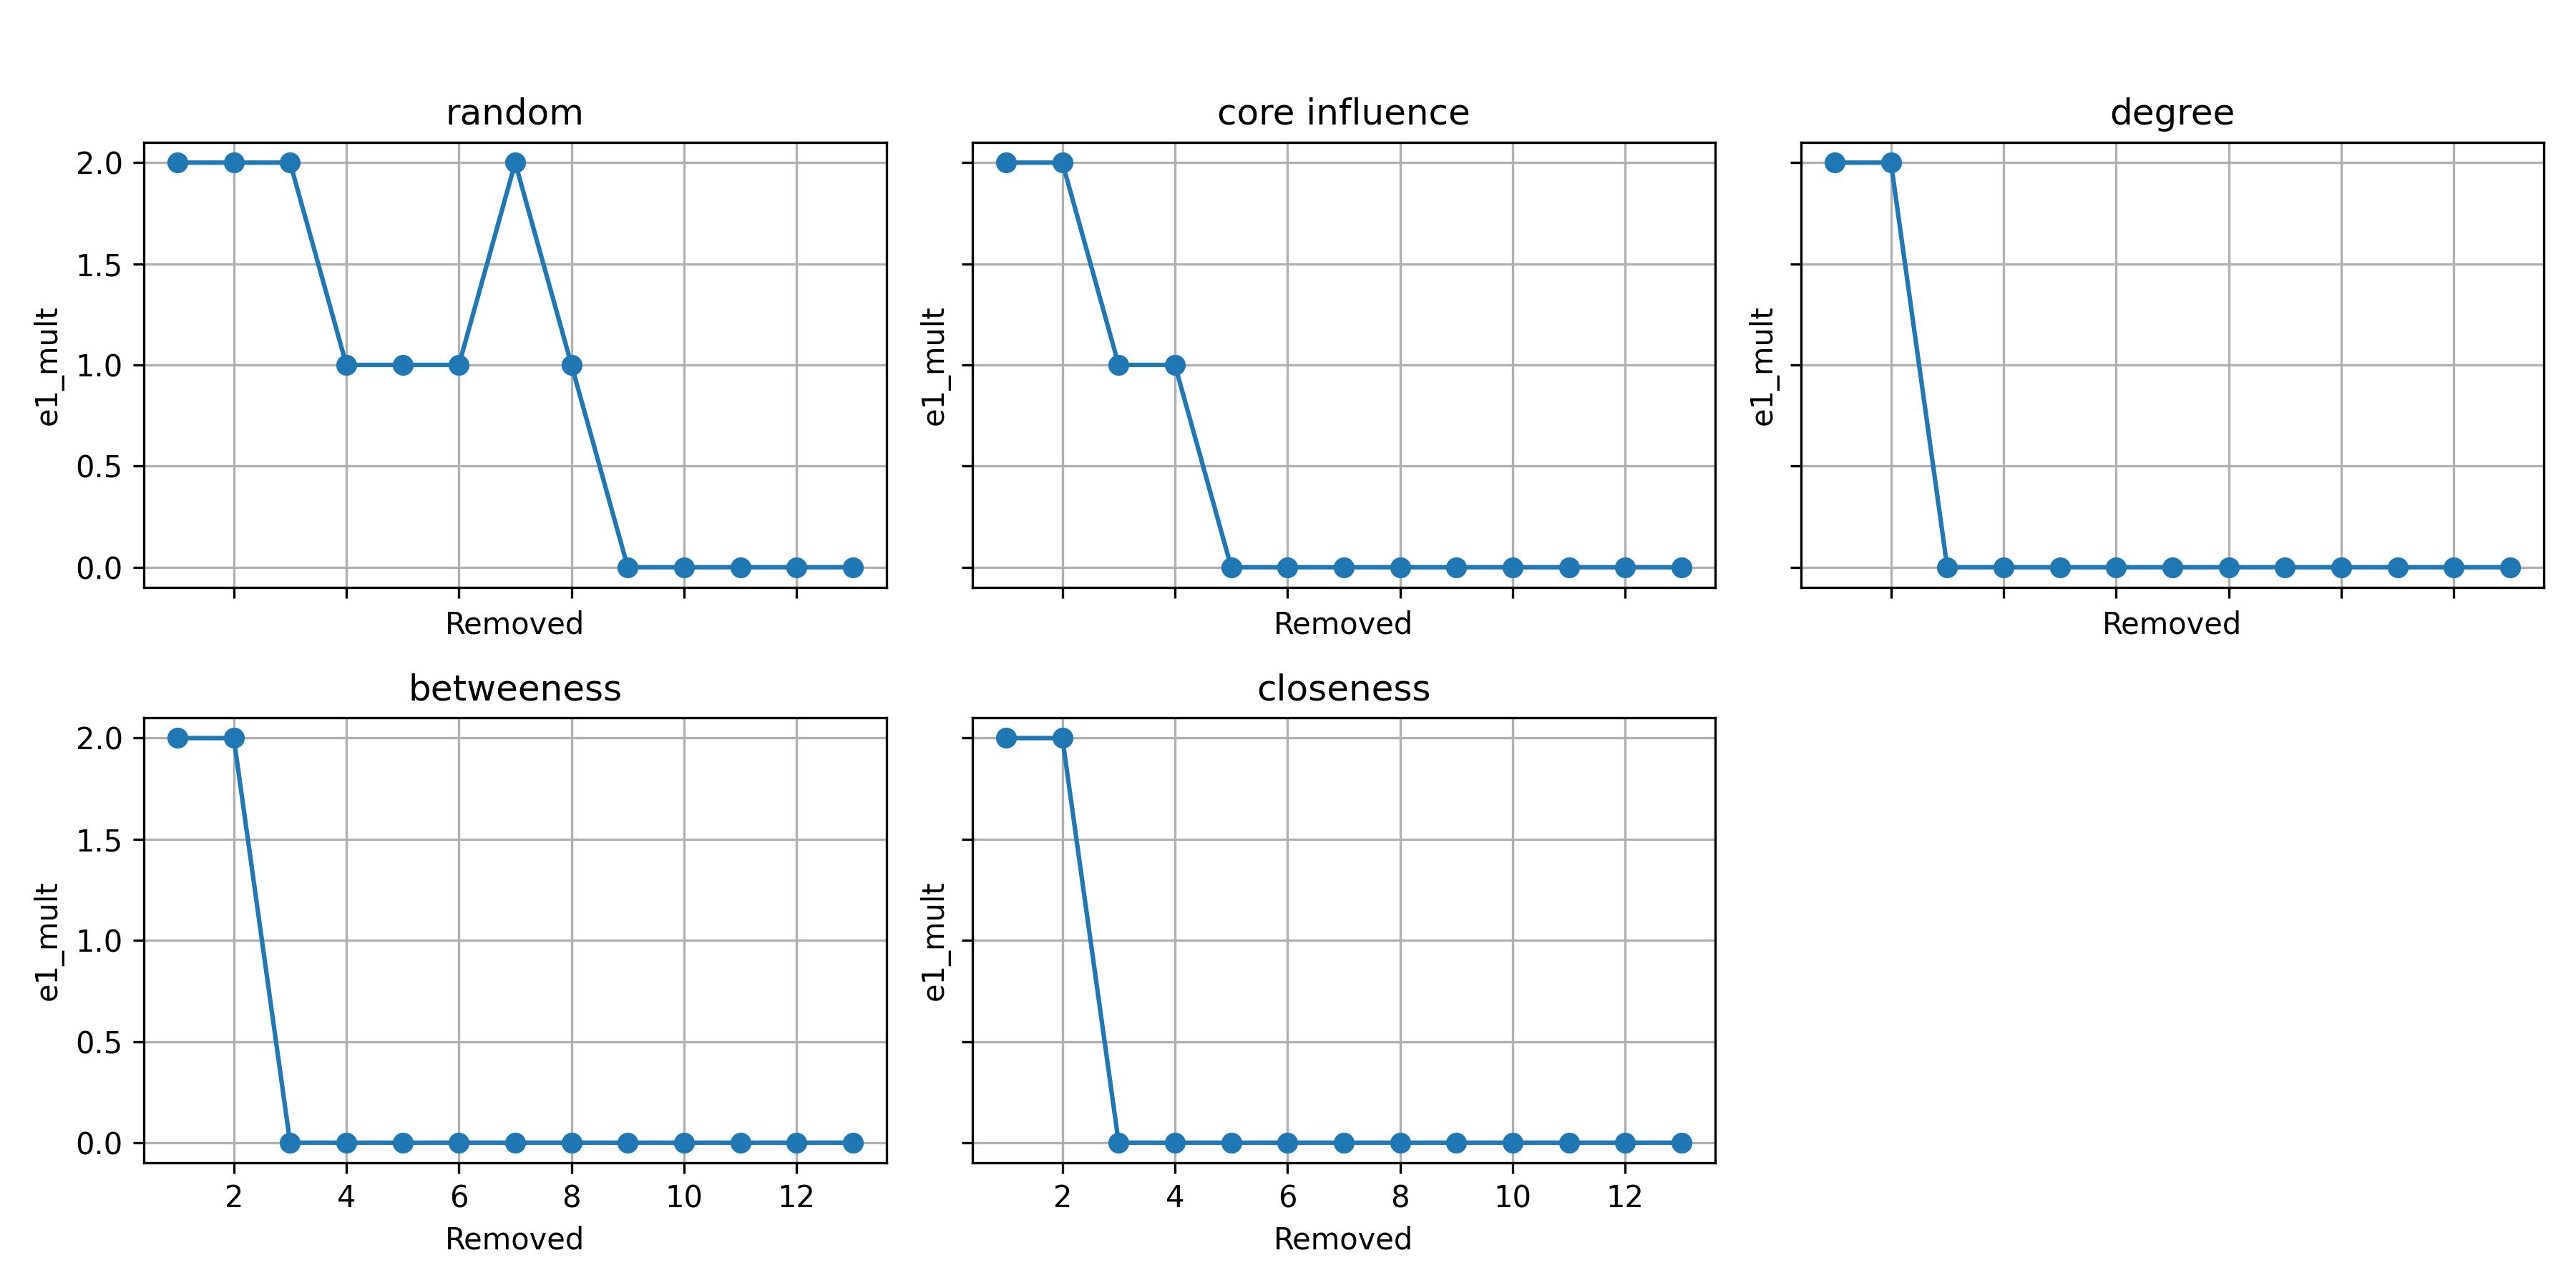 random
2.0
1.5
1.0
0.5
0.0
e1_mult
Removed
core influence
e1_mult
Removed
degree
e1_mult
Removed
betweeness
2.0
1.5
1.0
0.5
0.0
e1_mult
2 4 6 8 10 12
Removed
closeness
e1_mult
2 4 6 8 10 12
Removed